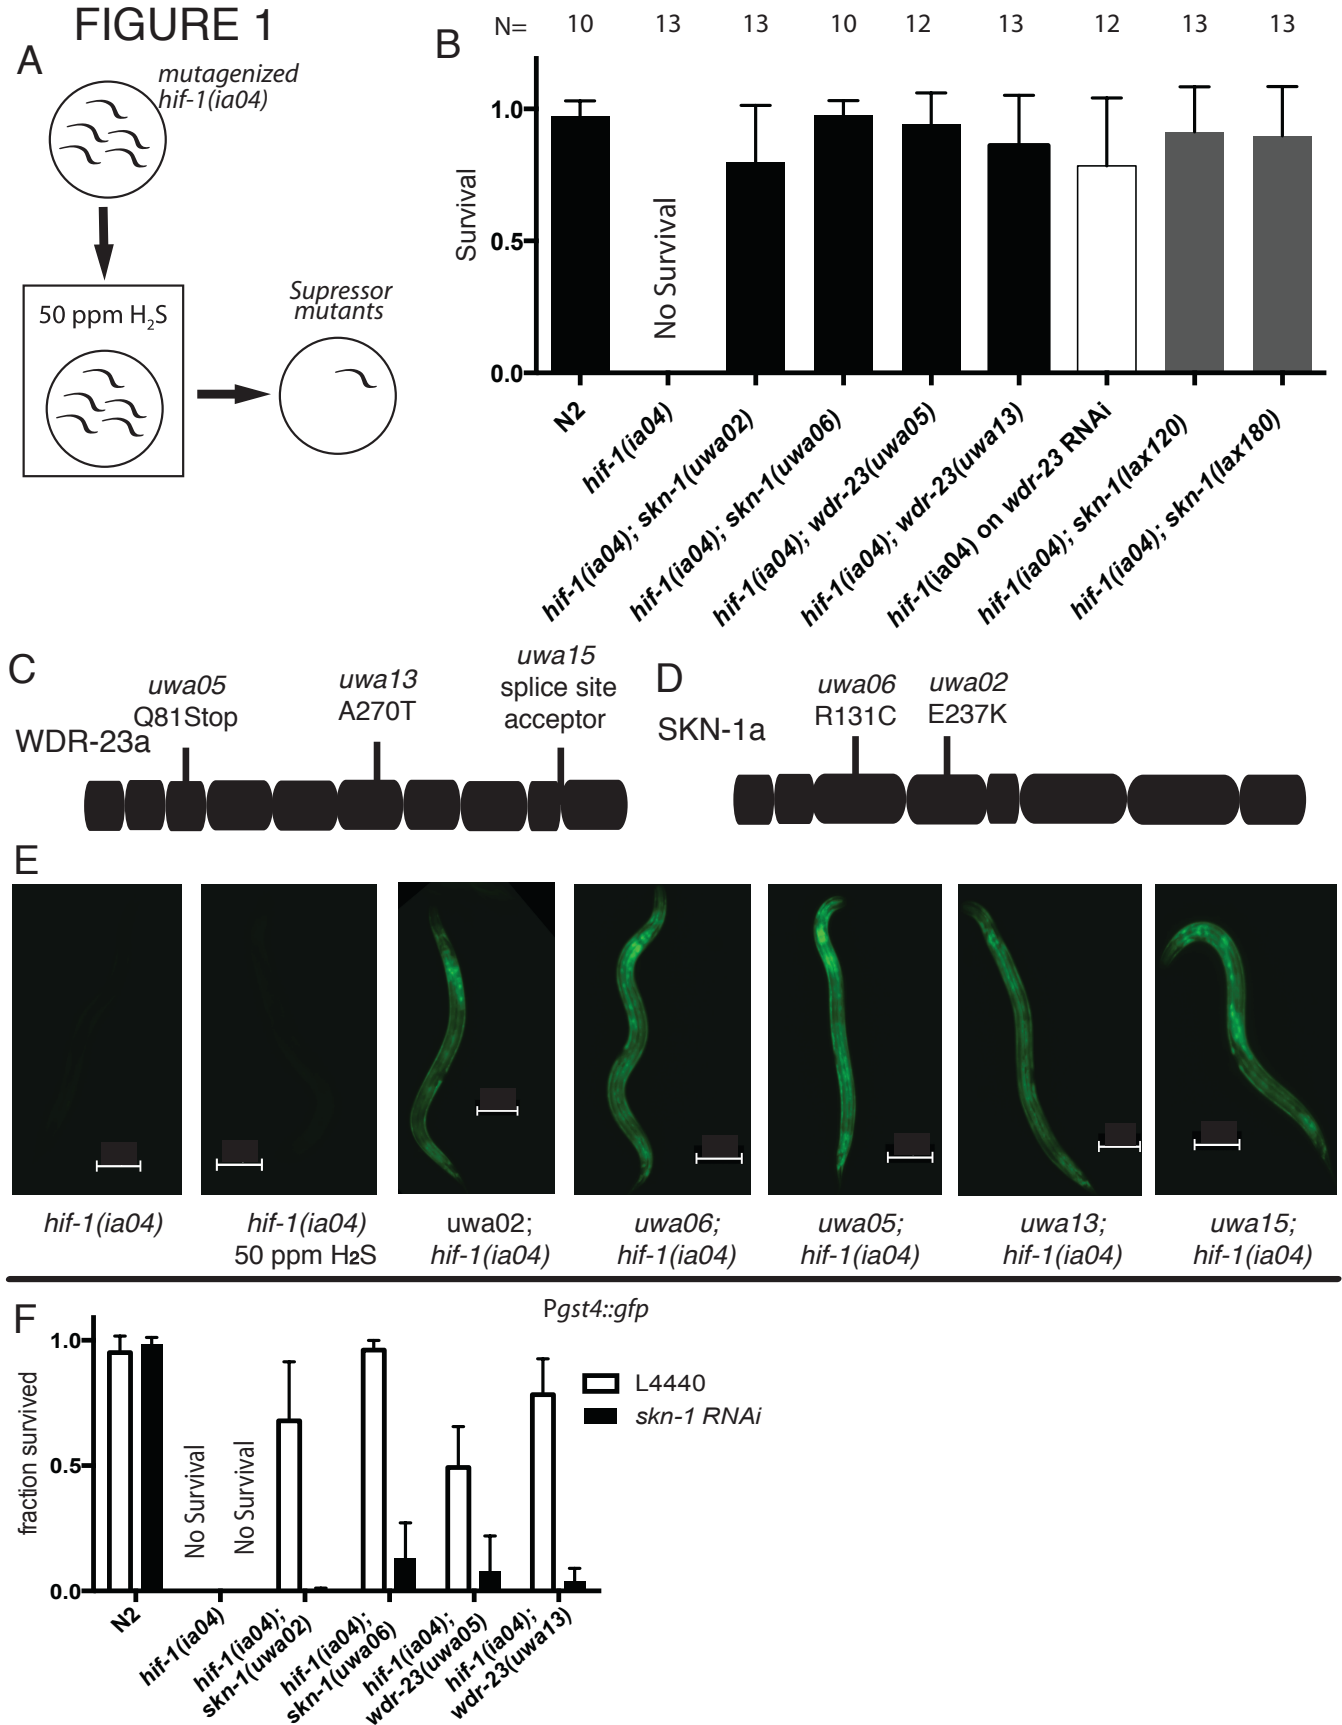 FIGURE 1
A
mutagenized
hif-1(ia04)
50 ppm H₂S
Supressor
mutants
B
N= 10 13 13 10 12 13 12 13 13
Survival
1.0
0.5
0.0
No Survival
N2
hif-1(ia04)
hif-1(ia04); skn-1(uwa02)
hif-1(ia04); skn-1(uwa06)
hif-1(ia04); wdr-23(uwa05)
hif-1(ia04); wdr-23(uwa13)
hif-1(ia04) on wdr-23 RNAi
hif-1(ia04); skn-1(lax120)
hif-1(ia04); skn-1(lax180)
C
WDR-23a
uwa05
Q81Stop
uwa13
A270T
uwa15
splice site
acceptor
D
SKN-1a
uwa06
R131C
uwa02
E237K
E
hif-1(ia04)
hif-1(ia04)
50 ppm H2S
uwa02;
hif-1(ia04)
uwa06;
hif-1(ia04)
uwa05;
hif-1(ia04)
uwa13;
hif-1(ia04)
uwa15;
hif-1(ia04)
Pgst4::gfp
F
fraction survived
1.0
0.5
0.0
No Survival
No Survival
L4440
skn-1 RNAi
N2
hif-1(ia04)
hif-1(ia04);
skn-1(uwa02)
hif-1(ia04);
skn-1(uwa06)
hif-1(ia04);
wdr-23(uwa05)
hif-1(ia04);
wdr-23(uwa13)